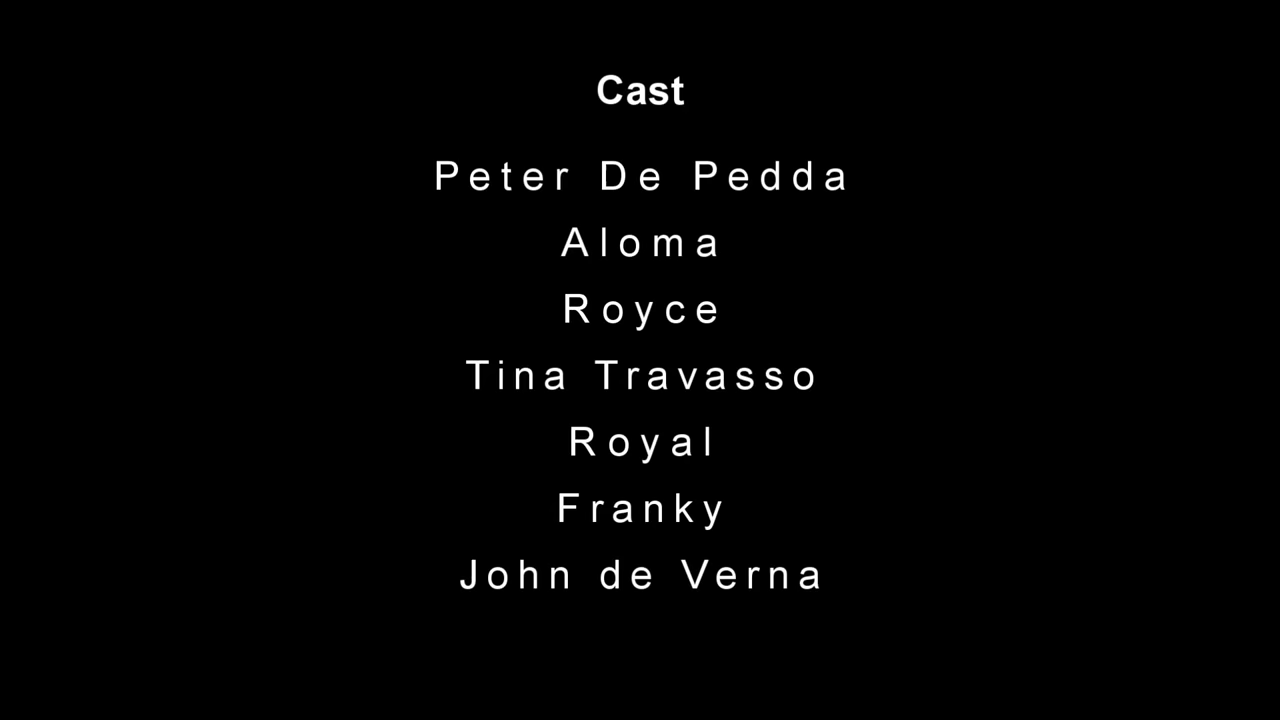 Cast
Peter De Pedda
Aloma
Royce
Tina Travasso
Royal
Franky
John de Verna